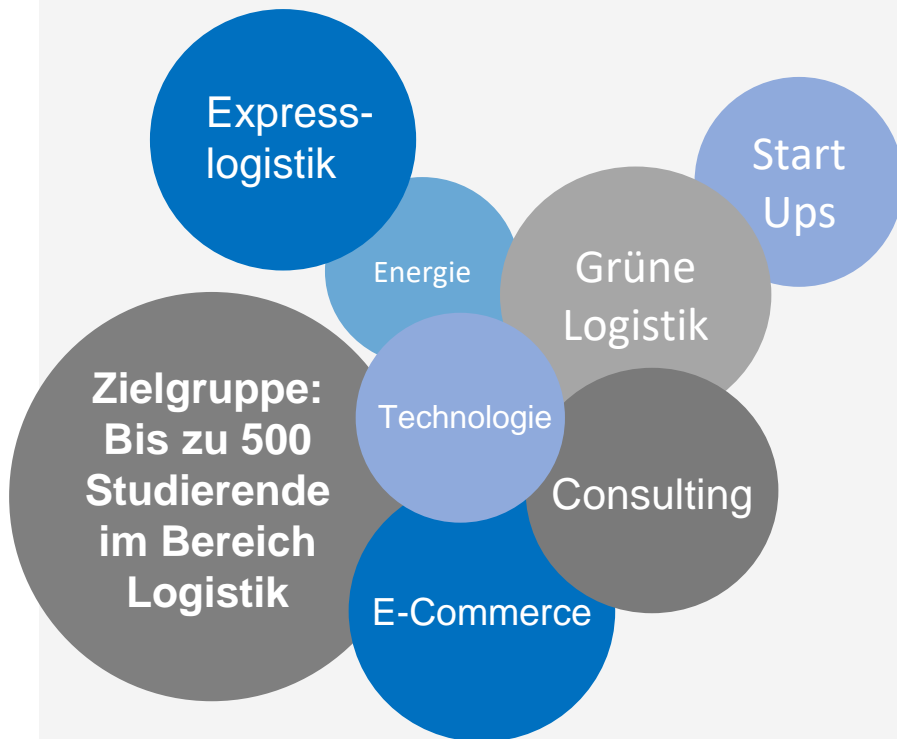 Express-
logistik
Start
Ups
Energie
Grüne
Logistik
Zielgruppe:
Bis zu 500
Studierende
im Bereich
Logistik
Technologie
Consulting
E-Commerce